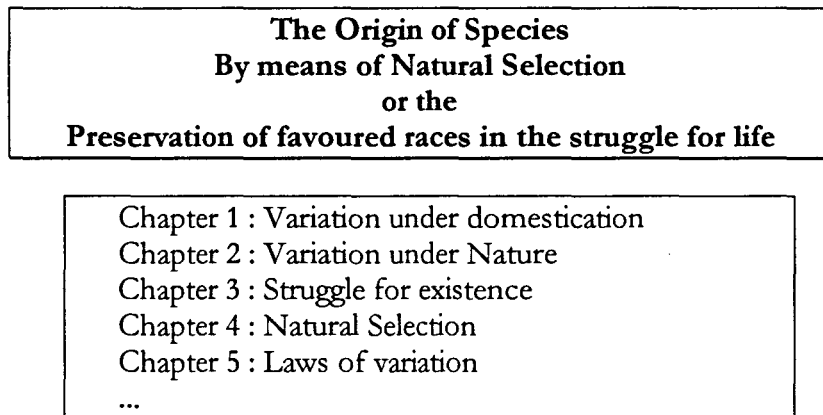 The Origin of Species
By means of Natural Selection
or the
Preservation of favoured races in the struggle for life
Chapter 1 : Variation under domestication
Chapter 2 : Variation under Nature
Chapter 3 : Struggle for existence
Chapter 4 : Natural Selection
Chapter 5 : Laws of variation
...